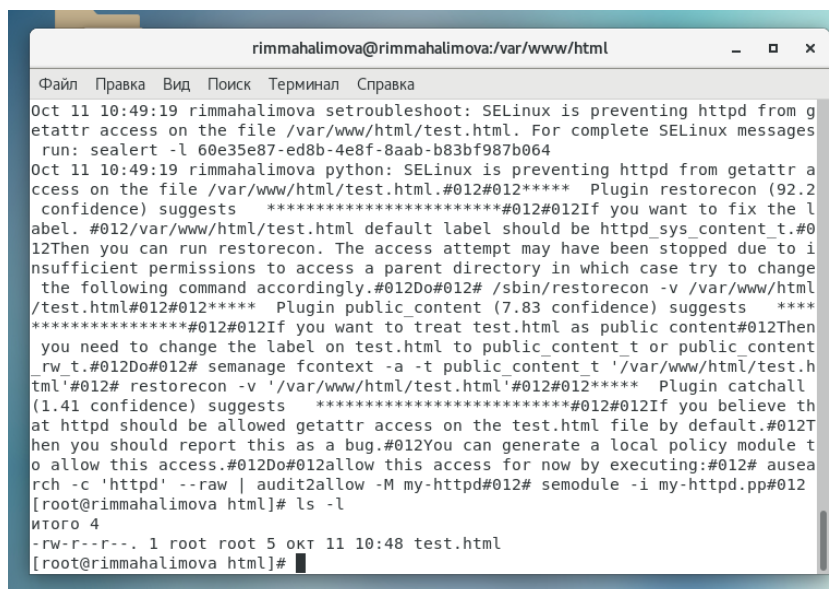 rimmahalimova@rimmahalimova:/var/www/html
Файл Правка Вид Поиск Терминал Справка
Oct 11 10:49:19 rimmahalimova setroubleshoot: SELinux is preventing httpd from g
etattr access on the file /var/www/html/test.html. For complete SELinux messages
 run: sealert -l 60e35e87-ed8b-4e8f-8aab-b83bf987b064
Oct 11 10:49:19 rimmahalimova python: SELinux is preventing httpd from getattr a
ccess on the file /var/www/html/test.html.#012#012*****  Plugin restorecon (92.2
 confidence) suggests   ************************#012#012If you want to fix the l
abel. #012/var/www/html/test.html default label should be httpd_sys_content_t.#0
12Then you can run restorecon. The access attempt may have been stopped due to i
nsufficient permissions to access a parent directory in which case try to change
 the following command accordingly.#012Do#012# /sbin/restorecon -v /var/www/html
/test.html#012#012*****  Plugin public_content (7.83 confidence) suggests   ****
****************#012#012If you want to treat test.html as public content#012Then
 you need to change the label on test.html to public_content_t or public_content
_rw_t.#012Do#012# semanage fcontext -a -t public_content_t '/var/www/html/test.h
tml'#012# restorecon -v '/var/www/html/test.html'#012#012*****  Plugin catchall 
(1.41 confidence) suggests   **************************#012#012If you believe th
at httpd should be allowed getattr access on the test.html file by default.#012T
hen you should report this as a bug.#012You can generate a local policy module t
o allow this access.#012Do#012allow this access for now by executing:#012# ausea
rch -c 'httpd' --raw | audit2allow -M my-httpd#012# semodule -i my-httpd.pp#012
[root@rimmahalimova html]# ls -l
итого 4
-rw-r--r--. 1 root root 5 окт 11 10:48 test.html
[root@rimmahalimova html]#